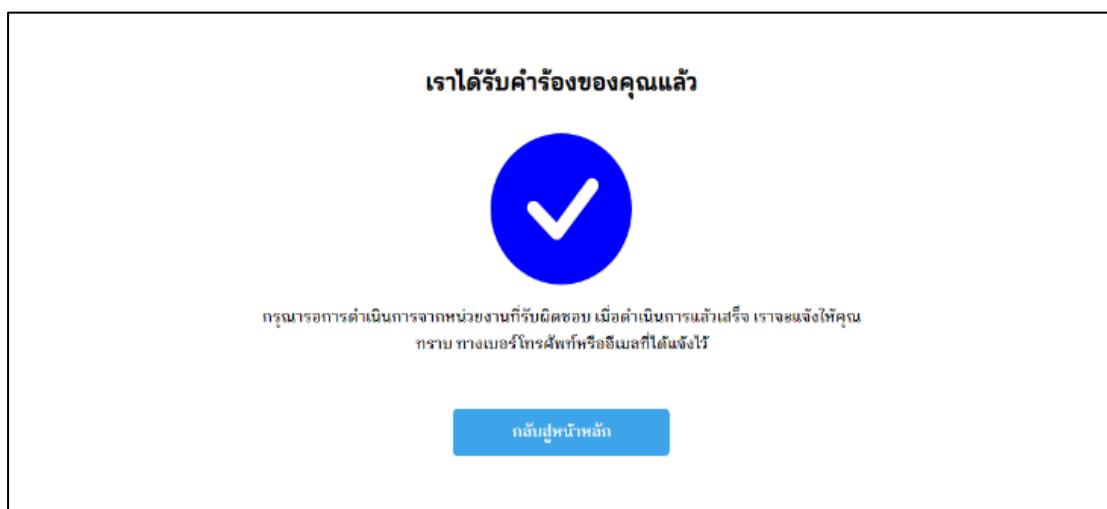 เราได้รับคำร้องของคุณแล้ว
กรุณารอการดำเนินการจากหน่วยงานที่รับผิดชอบ เมื่อดำเนินการแล้วเสร็จ เราจะแจ้งให้คุณ
ทราบ ทางเบอร์โทรศัพท์หรืออีเมลที่ได้แจ้งไว้
กลับสู่หน้าหลัก